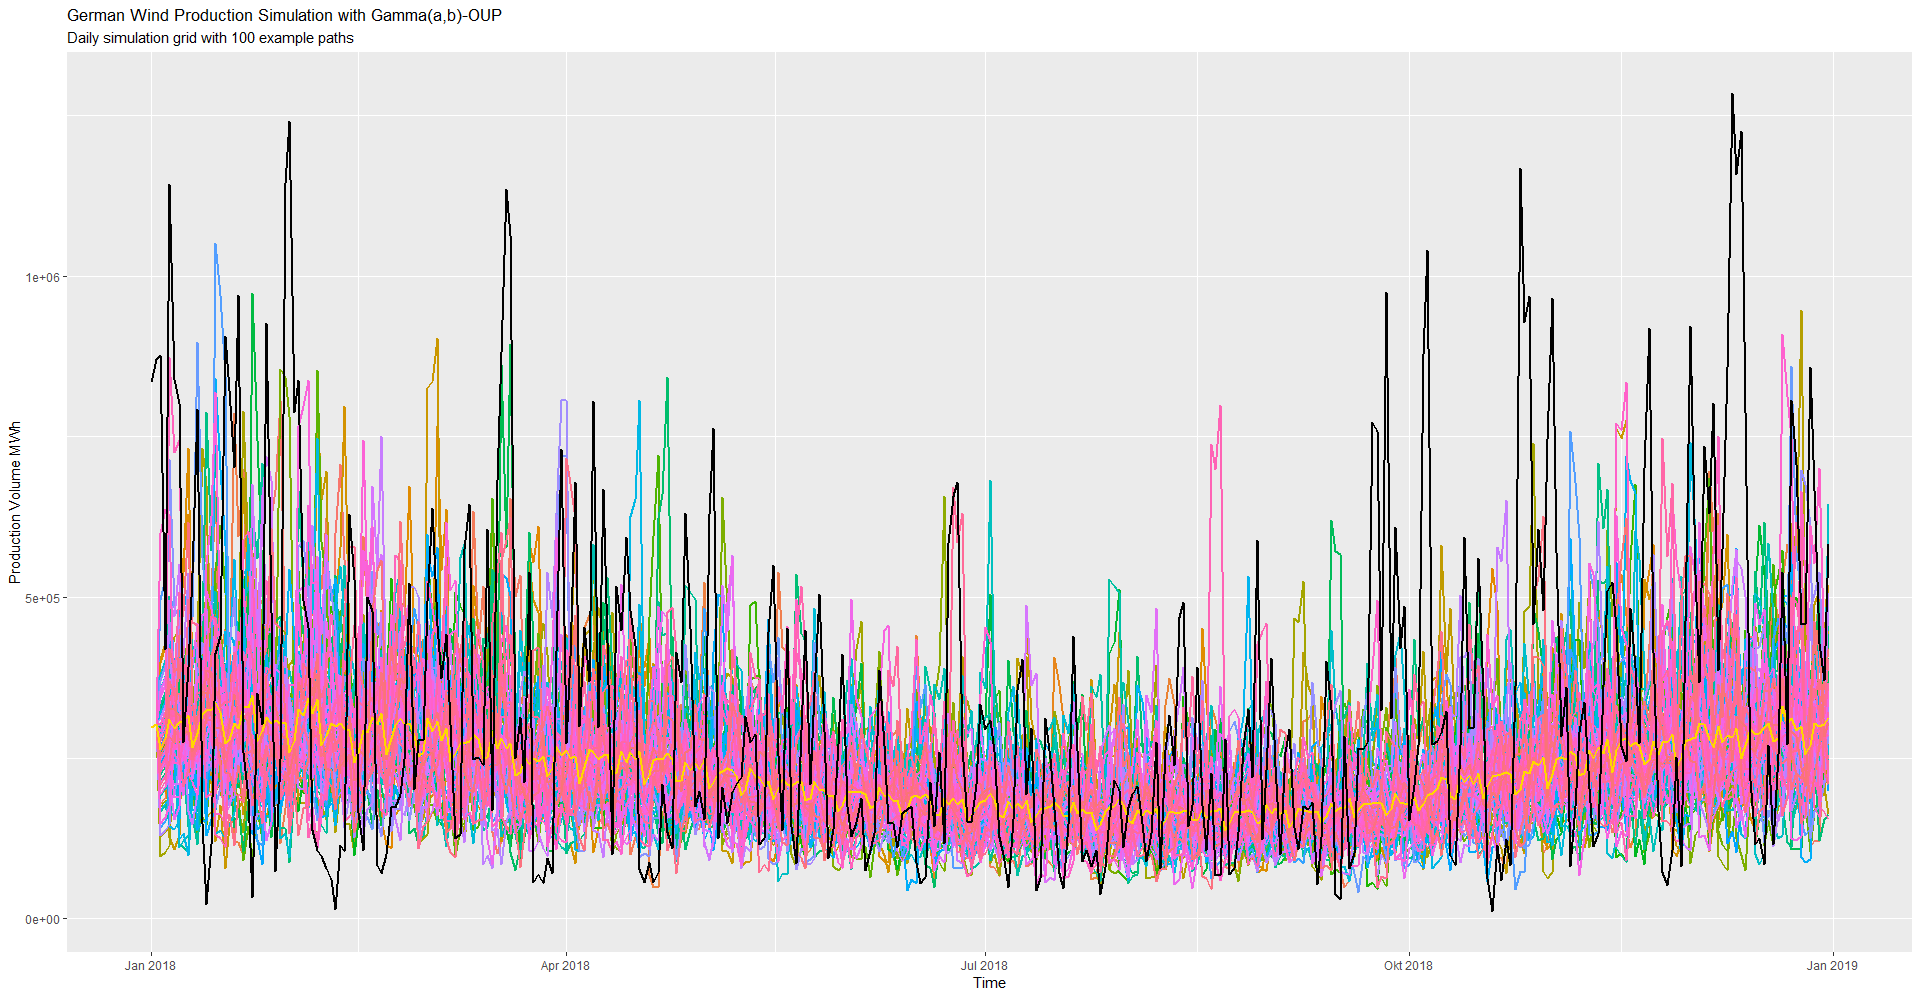 German Wind Production Simulation with Gamma(a,b)-OUP
Daily simulation grid with 100 example paths
Production Volume MWh
1e+06
5e+05
0e+00
Jan 2018
Apr 2018
Jul 2018
Okt 2018
Jan 2019
Time